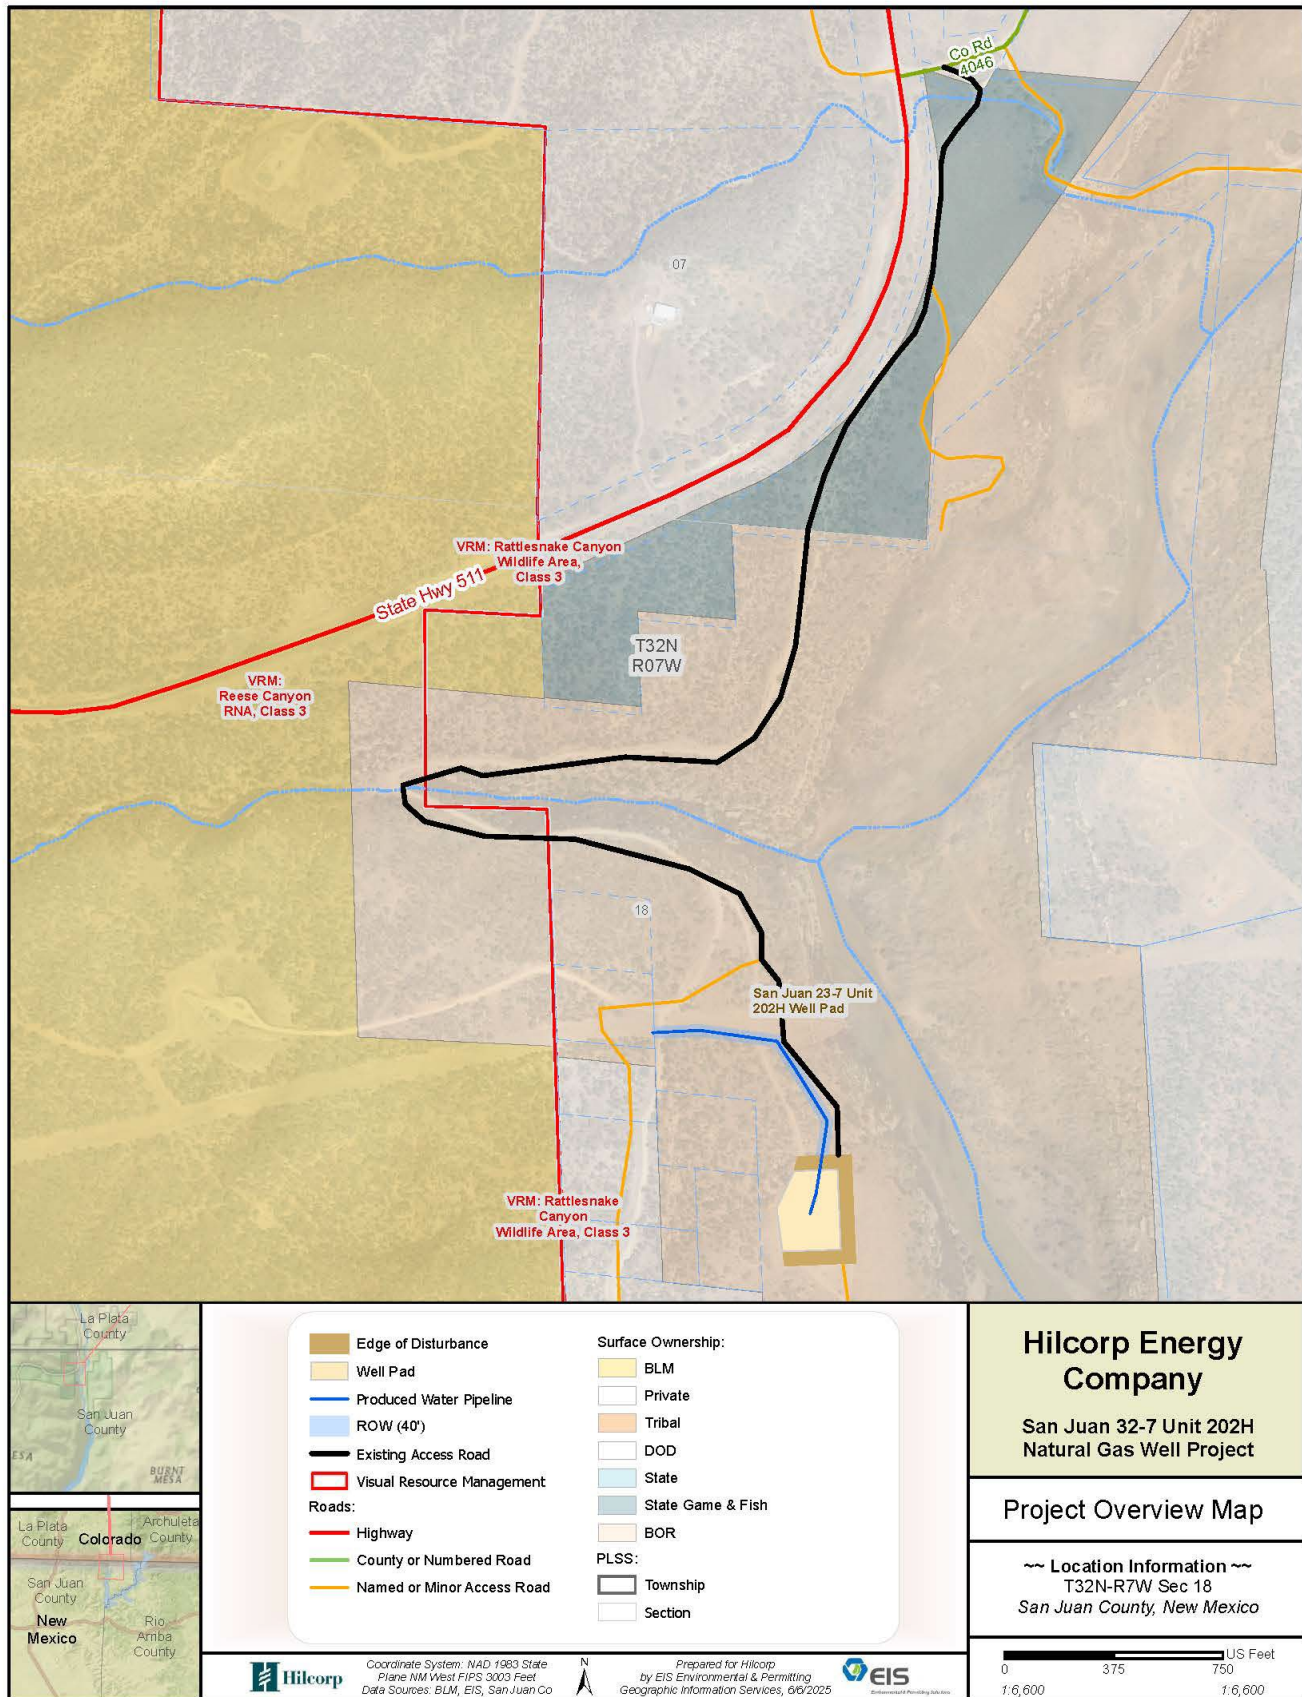 Co Rd
4046
07
VRM: Rattlesnake Canyon
Wildlife Area,
Class 3
State Hwy 511
T32N
R07W
VRM:
Reese Canyon
RNA, Class 3
18
San Juan 23-7 Unit
202H Well Pad
VRM: Rattlesnake
Canyon
Wildlife Area, Class 3
La Plata
County
San Juan
County
ESA
BURNT
MESA
La Plata
County
Colorado
Archuleta
County
San Juan
County
New
Mexico
Rio
Arriba
County
Edge of Disturbance
Well Pad
Produced Water Pipeline
ROW (40')
Existing Access Road
Visual Resource Management
Roads:
Highway
County or Numbered Road
Named or Minor Access Road
Surface Ownership:
BLM
Private
Tribal
DOD
State
State Game & Fish
BOR
PLSS:
Township
Section
Hilcorp
Coordinate System: NAD 1983 State
Plane NM West FIPS 3003 Feet
Data Sources: BLM, EIS, San Juan Co
N
Prepared for Hilcorp
by EIS Environmental & Permitting
Geographic Information Services, 6/6/2025
EIS
Environmental & Permitting Solutions
Hilcorp Energy
Company
San Juan 32-7 Unit 202H
Natural Gas Well Project
Project Overview Map
~~ Location Information ~~
T32N-R7W Sec 18
San Juan County, New Mexico
US Feet
0 375 750
1:6,600 1:6,600